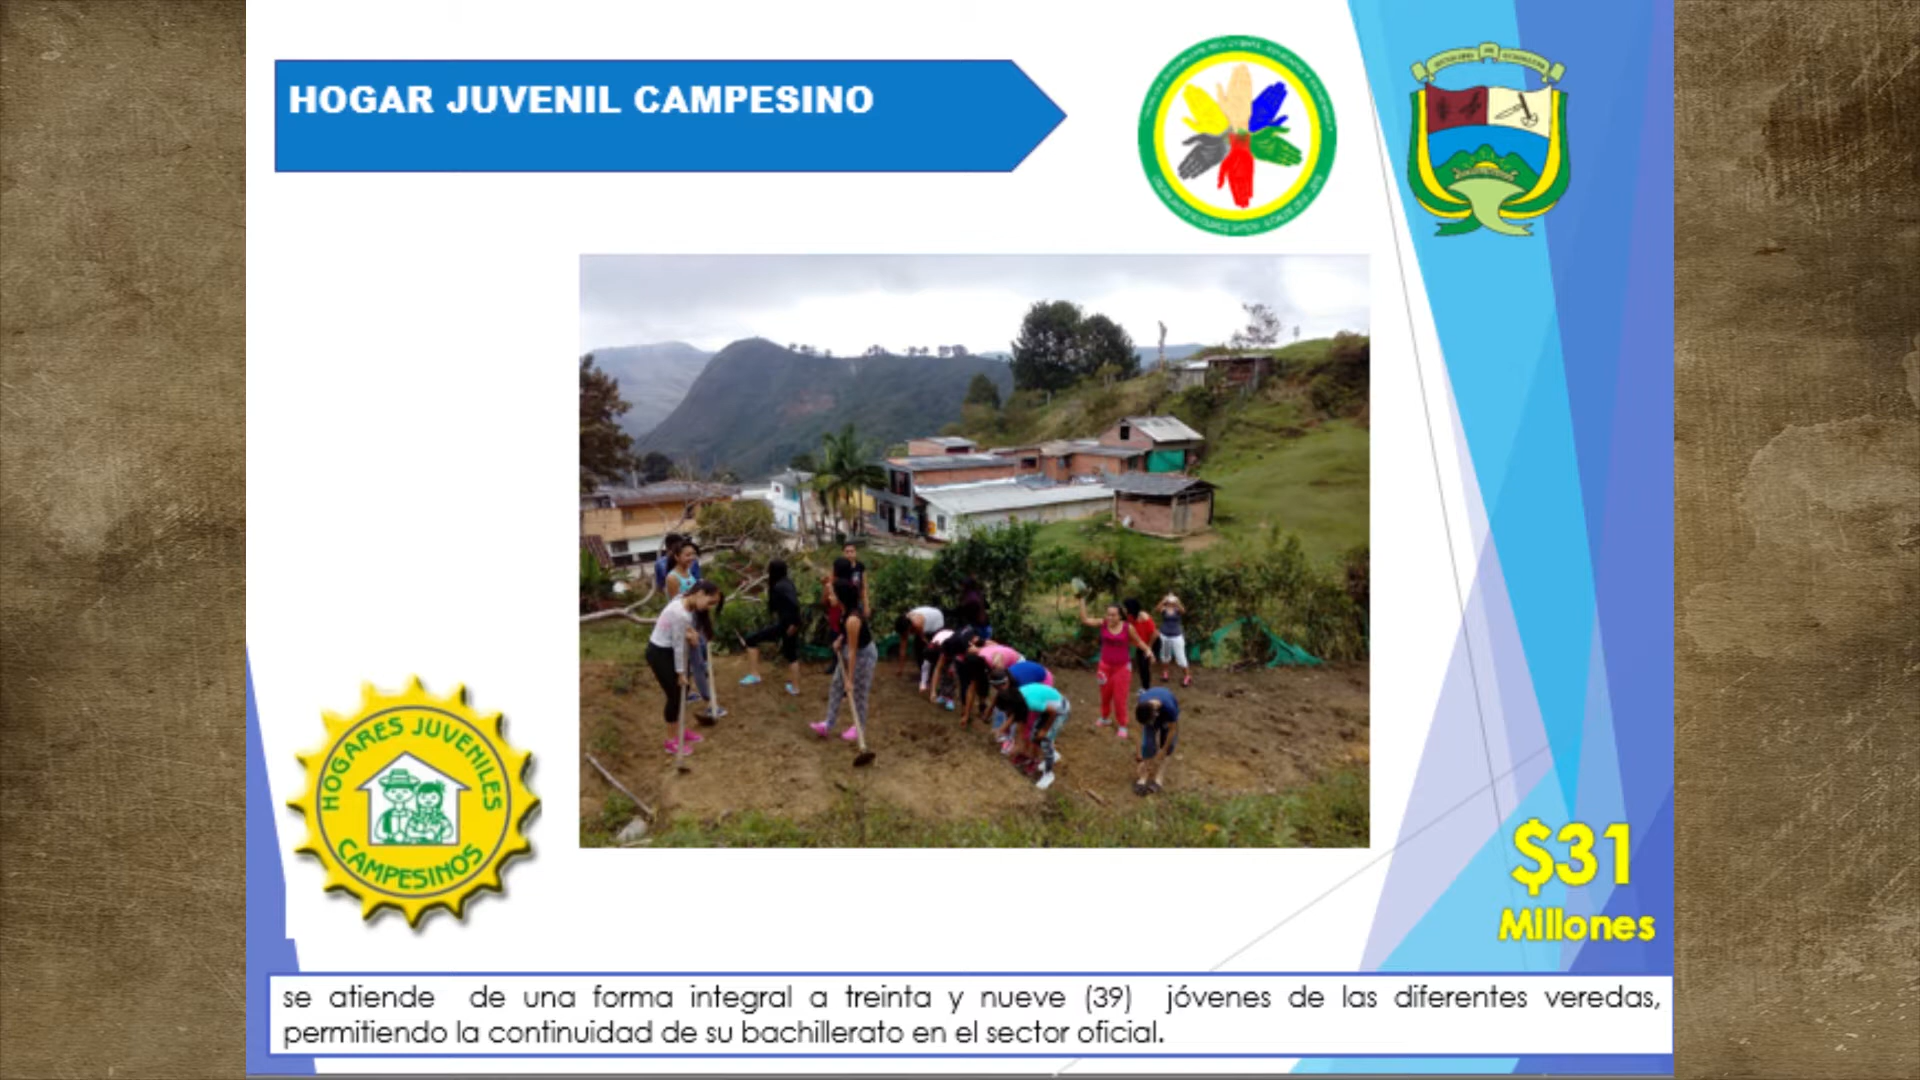 HOGAR JUVENIL CAMPESINO
HOGARES JUVENILES
CAMPESINOS
$31
Millones
se atiende de una forma integral a treinta y nueve (39) jóvenes de las diferentes veredas,
permitiendo la continuidad de su bachillerato en el sector oficial.